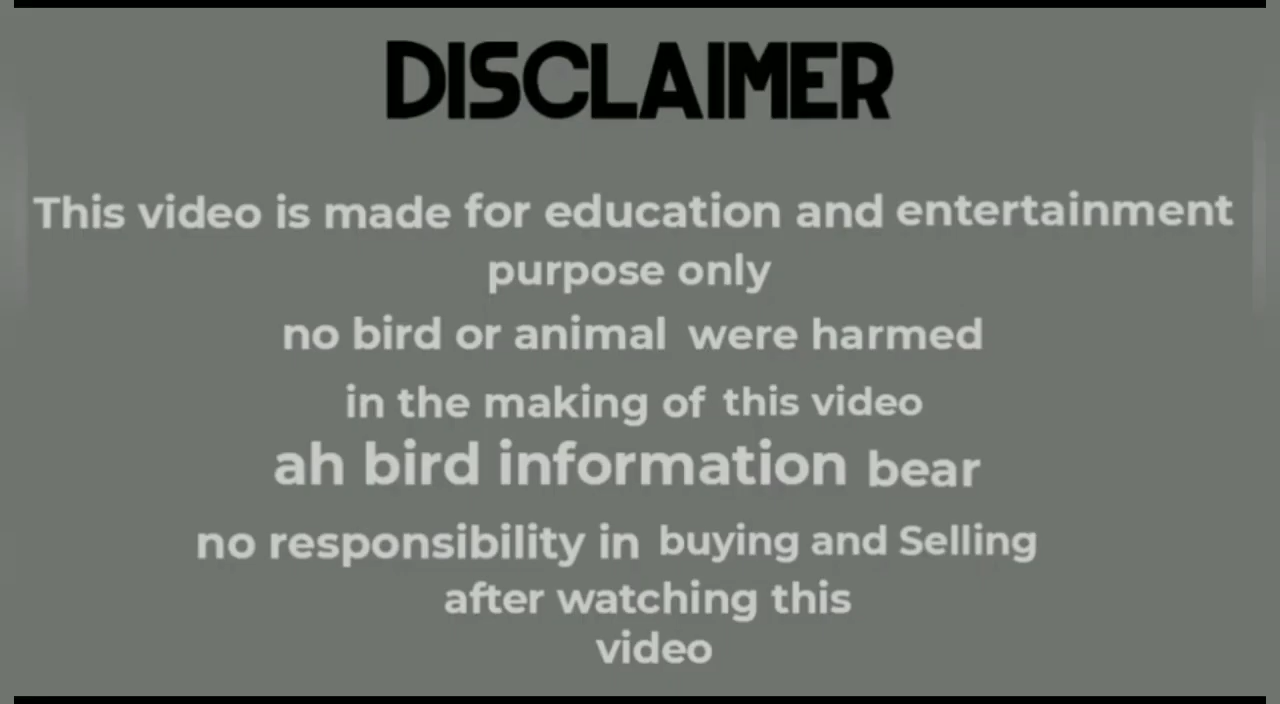 DISCLAIMER
This video is made for education and entertainment
purpose only
no bird or animal were harmed
in the making of this video
ah bird information bear
no responsibility in buying and Selling
after watching this
video